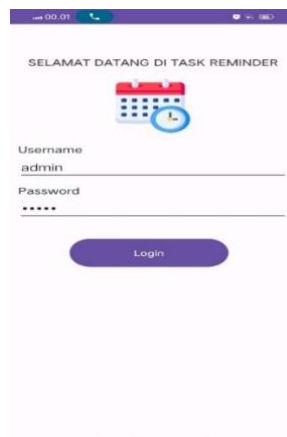 00.01
SELAMAT DATANG DI TASK REMINDER
Username
admin
Password
•••••
Login